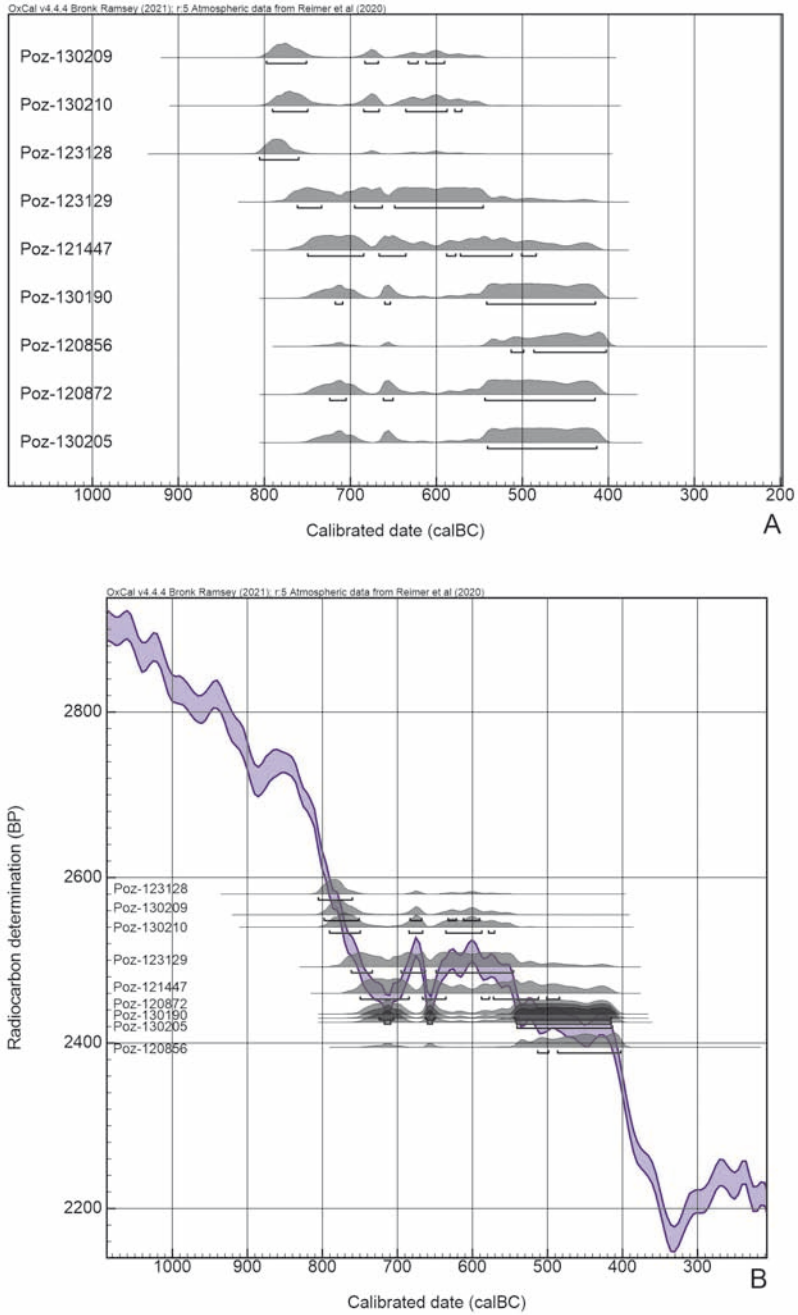 OxCal v4.4.4 Bronk Ramsey (2021); r:5 Atmospheric data from Reimer et al (2020)
Poz-130209
Poz-130210
Poz-123128
Poz-123129
Poz-121447
Poz-130190
Poz-120856
Poz-120872
Poz-130205
1000 900 800 700 600 500 400 300 200
Calibrated date (calBC)
A
OxCal v4.4.4 Bronk Ramsey (2021); r:5 Atmospheric data from Reimer et al (2020)
Radiocarbon determination (BP)
2800
2600
Poz-123128
Poz-130209
Poz-130210
Poz-123129
Poz-121447
Poz-120872
Poz-130190
Poz-130205
2400
Poz-120856
2200
1000 900 800 700 600 500 400 300
Calibrated date (calBC)
B